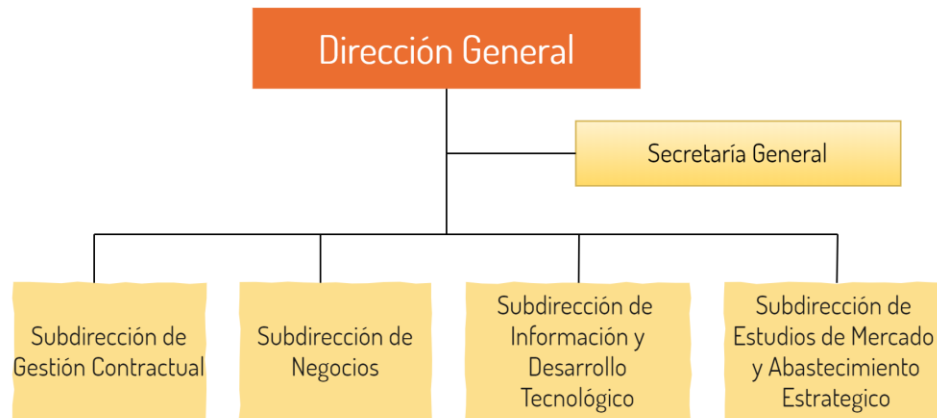 Dirección General
Secretaría General
Subdirección de
Gestión Contractual
Subdirección de
Negocios
Subdirección de
Información y
Desarrollo
Tecnológico
Subdirección de
Estudios de Mercado
y Abastecimiento
Estrategico